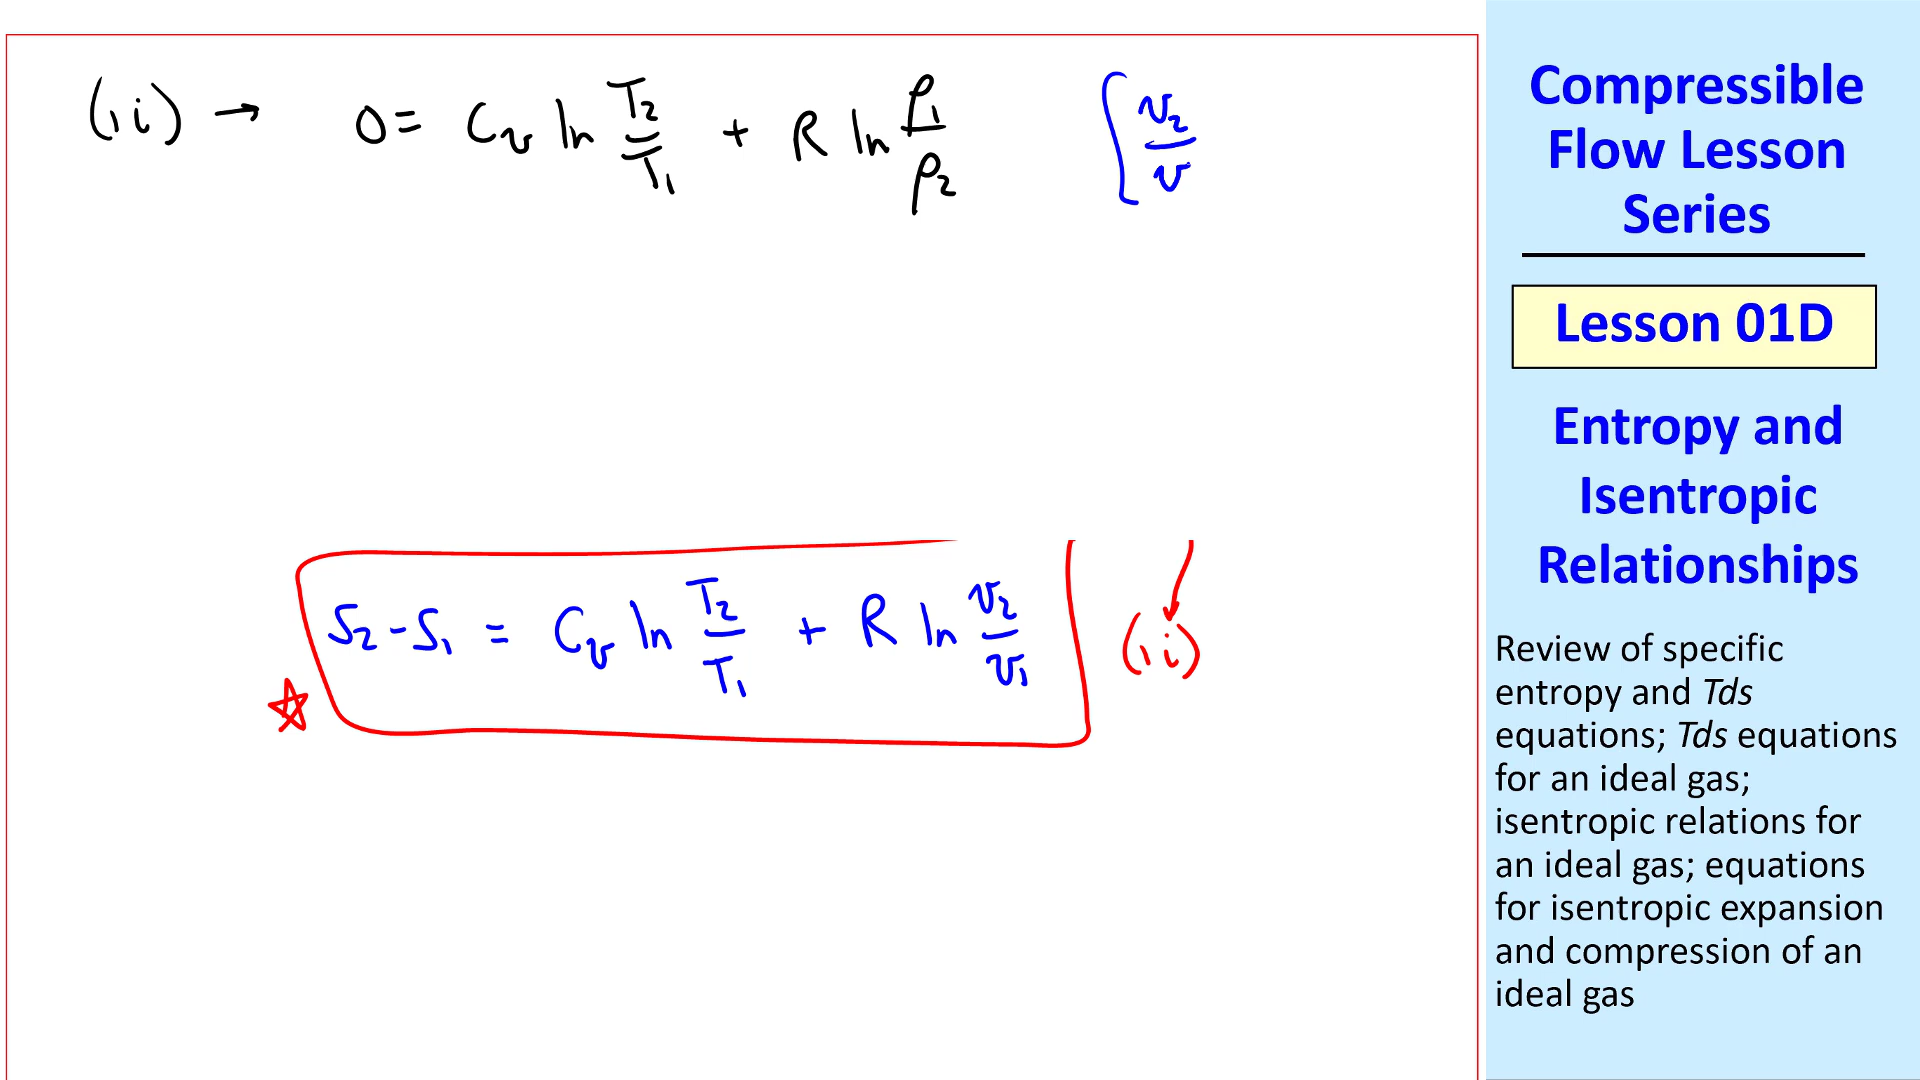 (ii) → 0 = Cv ln T2/T1 + R ln ρ1/ρ2 [ v2/v
S2 - S1 = Cv ln T2/T1 + R ln v2/v1 (ii)
Compressible
Flow Lesson
Series
Lesson 01D
Entropy and
Isentropic
Relationships
Review of specific
entropy and Tds
equations; Tds equations
for an ideal gas;
isentropic relations for
an ideal gas; equations
for isentropic expansion
and compression of an
ideal gas